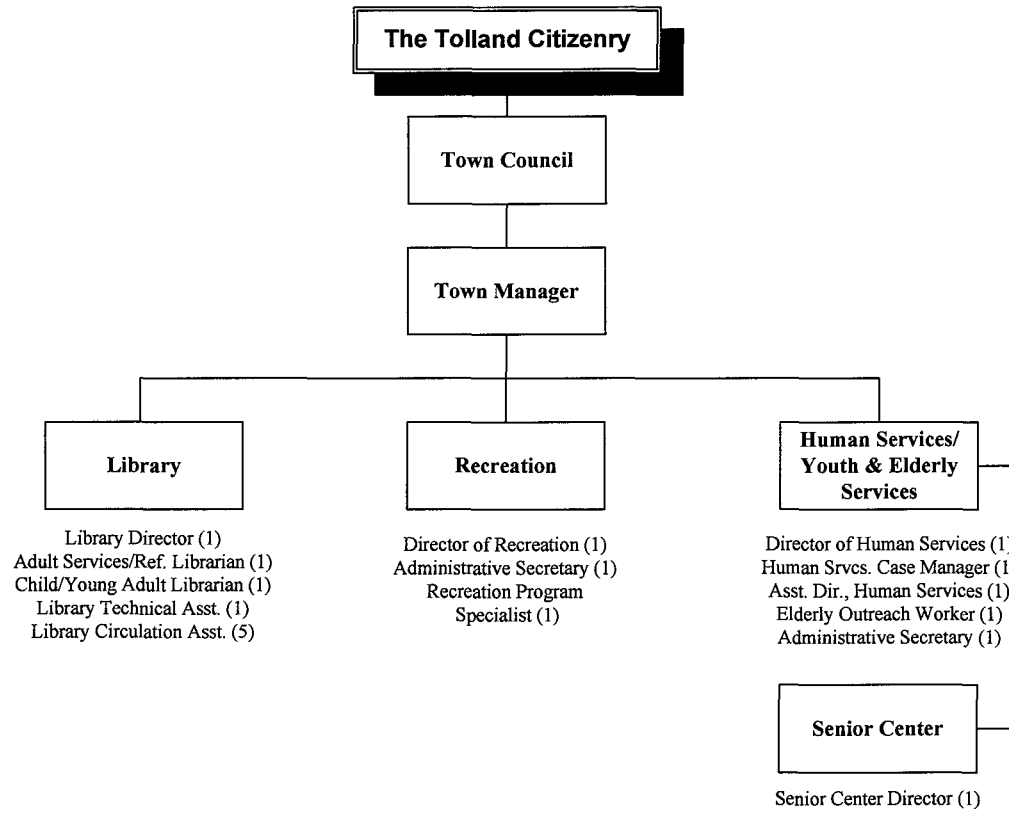 The Tolland Citizenry
Town Council
Town Manager
Library
Library Director (1)
Adult Services/Ref. Librarian (1)
Child/Young Adult Librarian (1)
Library Technical Asst. (1)
Library Circulation Asst. (5)
Recreation
Director of Recreation (1)
Administrative Secretary (1)
Recreation Program
Specialist (1)
Human Services/
Youth & Elderly
Services
Director of Human Services (1)
Human Srvcs. Case Manager (1
Asst. Dir., Human Services (1)
Elderly Outreach Worker (1)
Administrative Secretary (1)
Senior Center
Senior Center Director (1)